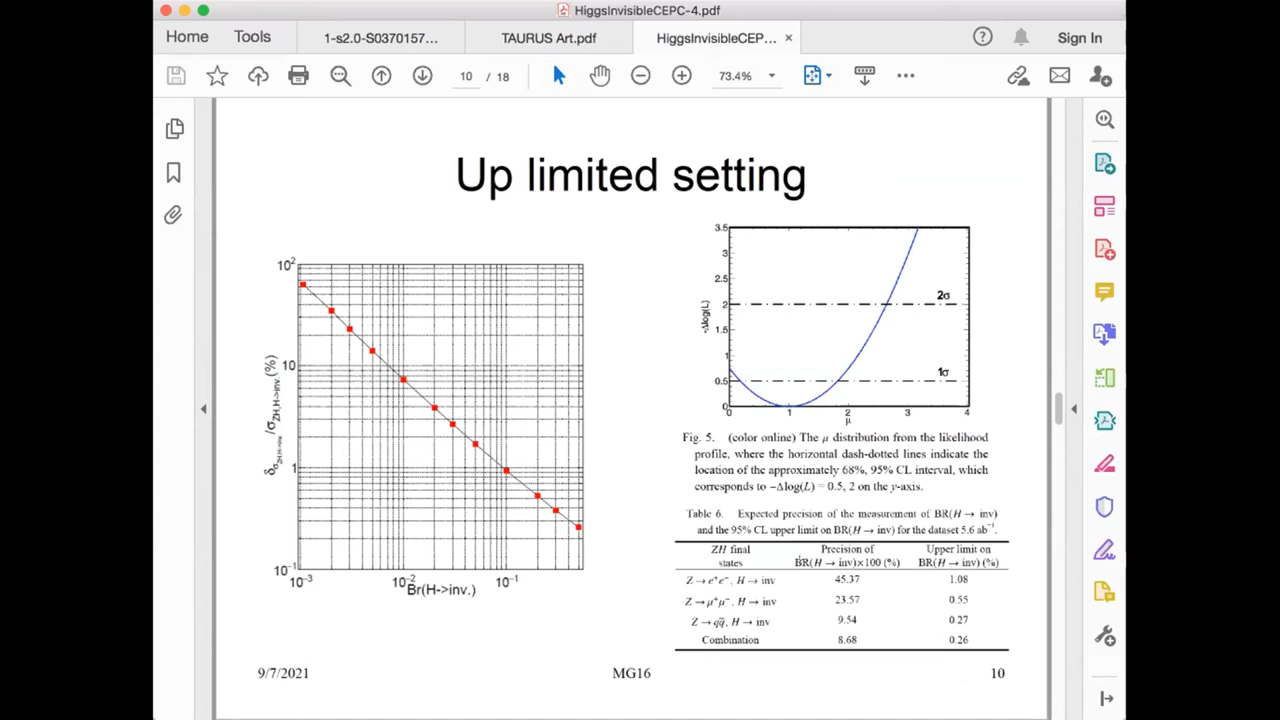 HiggsInvisibleCEPC-4.pdf
Home
Tools
1-s2.0-S0370157...
TAURUS Art.pdf
HiggsInvisibleCEP... ×
Sign In
10 / 18
73.4%
Up limited setting
10²
10
1
10⁻¹
10⁻³
10⁻²
10⁻¹
Br(H->inv.)
3.5
3
2.5
2
1.5
1
0.5
0
0
1
2
3
4
-Δlog(L)
μ
2σ
1σ
Fig. 5. (color online) The μ distribution from the likelihood
profile, where the horizontal dash-dotted lines indicate the
location of the approximately 68%, 95% CL interval, which
corresponds to −Δlog(L) = 0.5, 2 on the y-axis.
Table 6. Expected precision of the measurement of BR(H → inv)
and the 95% CL upper limit on BR(H → inv) for the dataset 5.6 ab⁻¹.
ZH final Precision of Upper limit on
states BR(H → inv)×100 (%) BR(H → inv) (%)
Z → e⁺e⁻, H → inv 45.37 1.08
Z → μ⁺μ⁻, H → inv 23.57 0.55
Z → qq̅, H → inv 9.54 0.27
Combination 8.68 0.26
9/7/2021
MG16
10